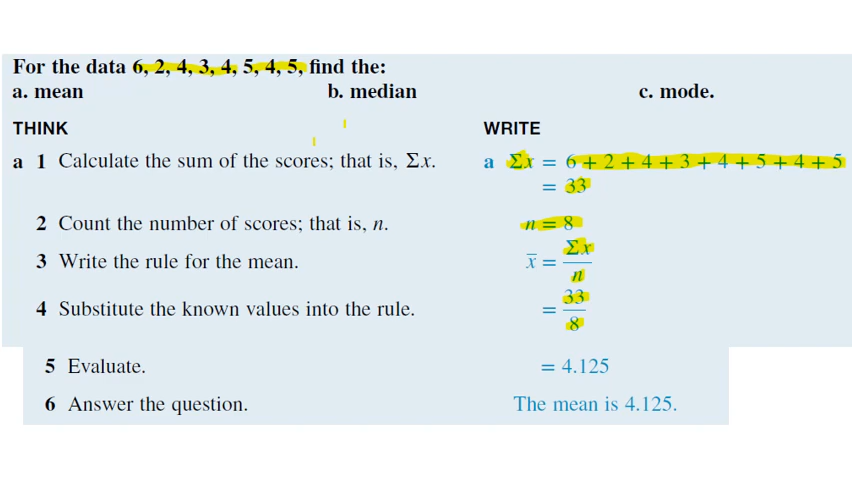 For the data 6, 2, 4, 3, 4, 5, 4, 5, find the:
a. mean b. median c. mode.
THINK WRITE
a 1 Calculate the sum of the scores; that is, Σx. a Σx = 6 + 2 + 4 + 3 + 4 + 5 + 4 + 5
= 33
2 Count the number of scores; that is, n. n = 8
3 Write the rule for the mean. x̅ = Σx/n
4 Substitute the known values into the rule. = 33/8
5 Evaluate. = 4.125
6 Answer the question. The mean is 4.125.